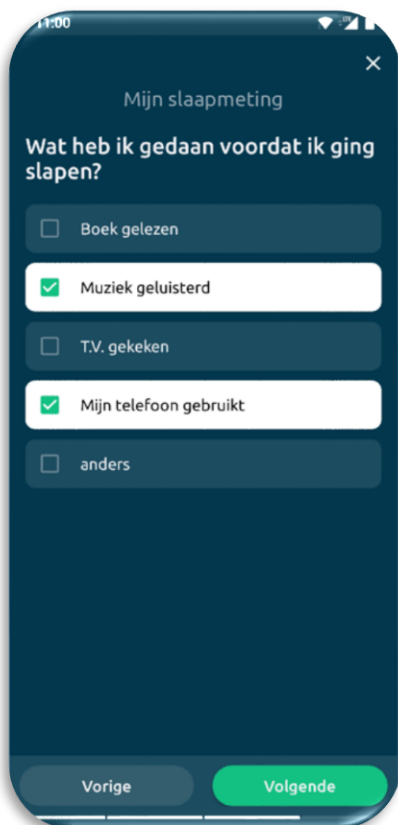 11:00
Mijn slaapmeting
Wat heb ik gedaan voordat ik ging
slapen?
Boek gelezen
Muziek geluisterd
T.V. gekeken
Mijn telefoon gebruikt
anders
Vorige
Volgende